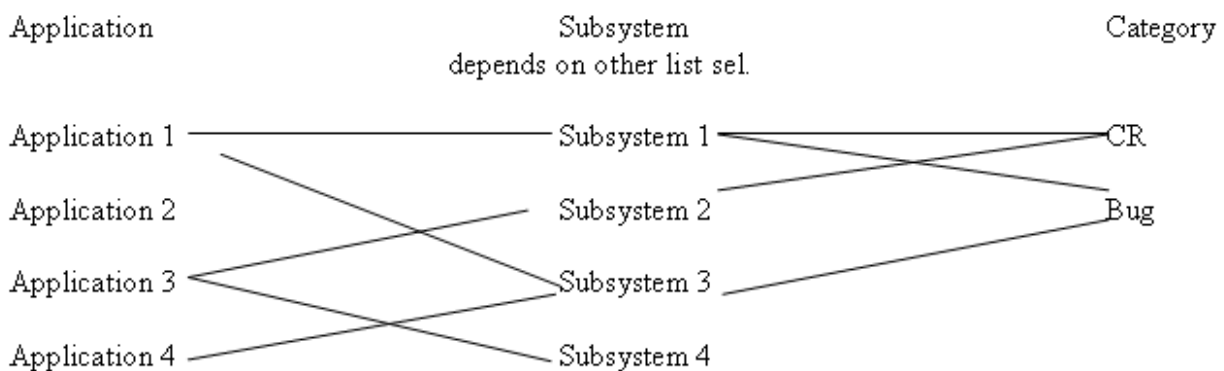 Application Subsystem Category
depends on other list sel.
Application 1 Subsystem 1 CR
Application 2 Subsystem 2 Bug
Application 3 Subsystem 3
Application 4 Subsystem 4